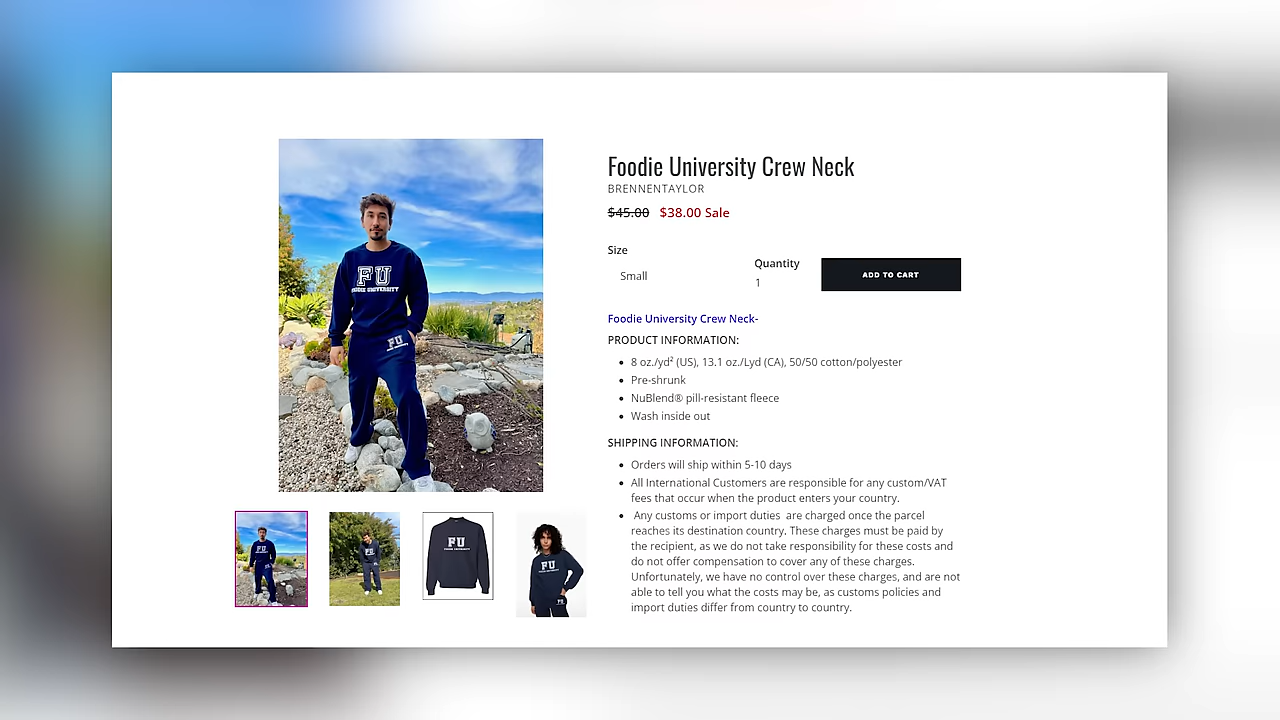 Foodie University Crew Neck
BRENNENTAYLOR
$45.00 $38.00 Sale
Size
Small
Quantity
1
ADD TO CART
Foodie University Crew Neck-
PRODUCT INFORMATION:
8 oz./yd² (US), 13.1 oz./Lyd (CA), 50/50 cotton/polyester
Pre-shrunk
NuBlend® pill-resistant fleece
Wash inside out
SHIPPING INFORMATION:
Orders will ship within 5-10 days
All International Customers are responsible for any custom/VAT
fees that occur when the product enters your country.
Any customs or import duties are charged once the parcel
reaches its destination country. These charges must be paid by
the recipient, as we do not take responsibility for these costs and
do not offer compensation to cover any of these charges.
Unfortunately, we have no control over these charges, and are not
able to tell you what the costs may be, as customs policies and
import duties differ from country to country.
FU
FOODIE UNIVERSITY
FU
FU
FU
FU
FU